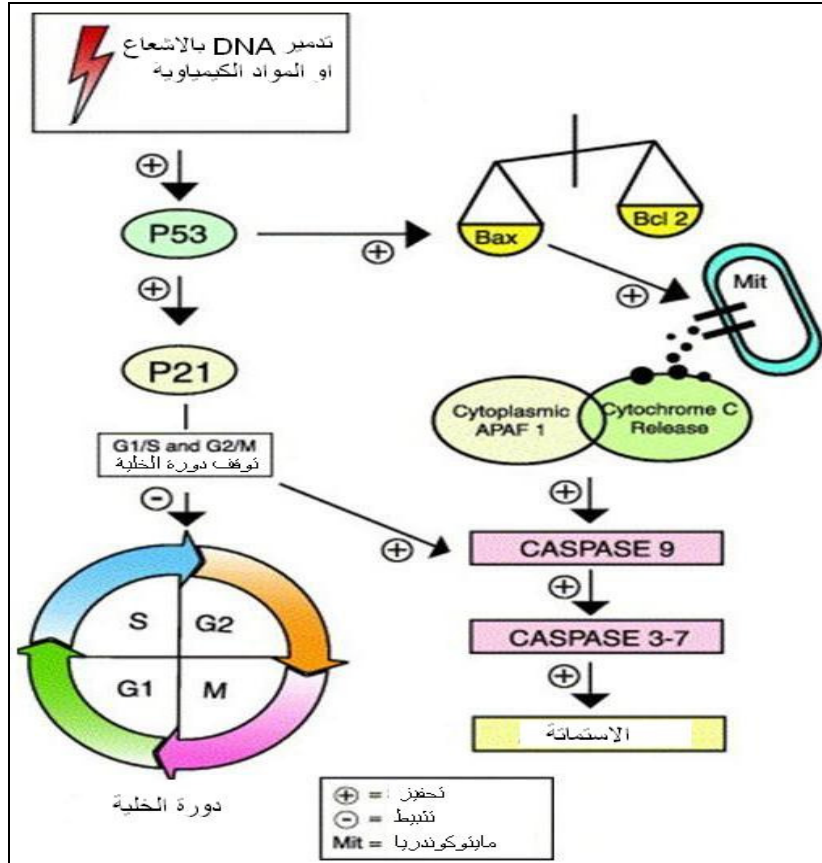 تدمير DNA بالاشعاع
او المواد الكيمياوية
P53
Bax
Bcl 2
Mit
P21
Cytoplasmic
APAF 1
Cytochrome C
Release
G1/S and G2/M
توقف دورة الخلية
CASPASE 9
S
G2
G1
M
CASPASE 3-7
الاستماتة
دورة الخلية
+ = تحفيز
- = تثبيط
Mit = مايتوكوندريا